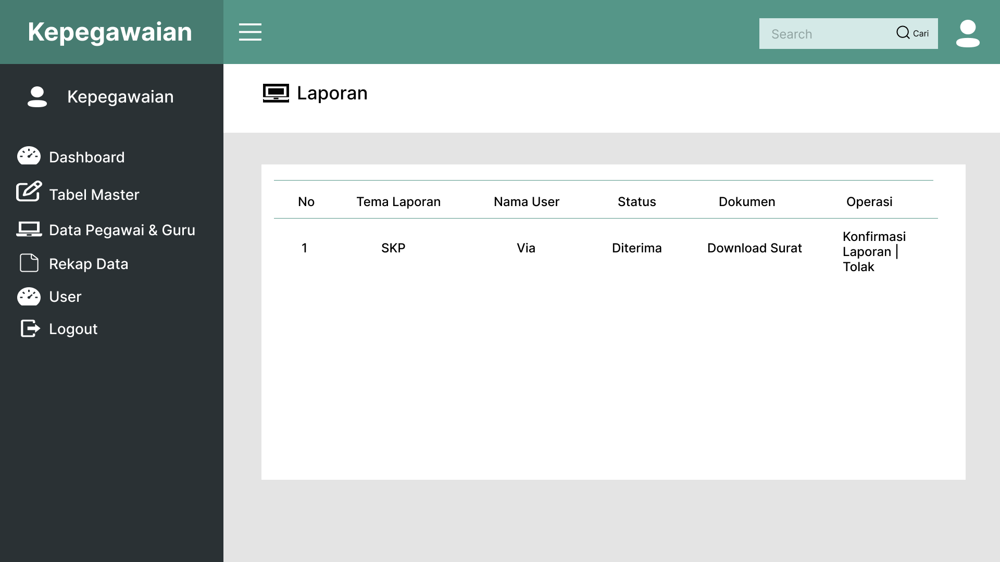 Kepegawaian
Search
Cari
Kepegawaian
Laporan
Dashboard
Tabel Master
Data Pegawai & Guru
Rekap Data
User
Logout
No Tema Laporan Nama User Status Dokumen Operasi
1 SKP Via Diterima Download Surat Konfirmasi
Laporan |
Tolak